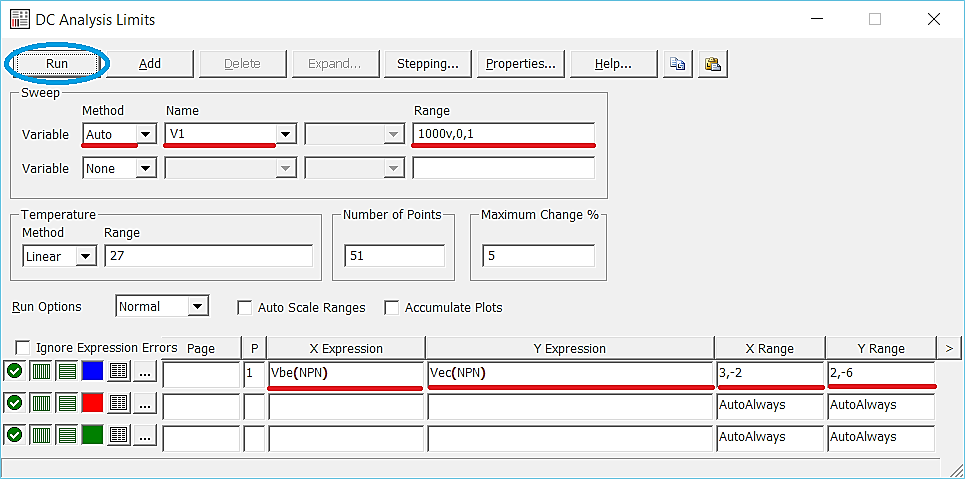 DC Analysis Limits
Run Add Delete Expand... Stepping... Properties... Help...
Sweep
Method Name Range
Variable Auto V1 1000v,0,1
Variable None
Temperature Number of Points Maximum Change %
Method Range
Linear 27 51 5
Run Options Normal Auto Scale Ranges Accumulate Plots
Ignore Expression Errors Page P X Expression Y Expression X Range Y Range >
... 1 Vbe(NPN) Vec(NPN) 3,-2 2,-6
... AutoAlways AutoAlways
... AutoAlways AutoAlways